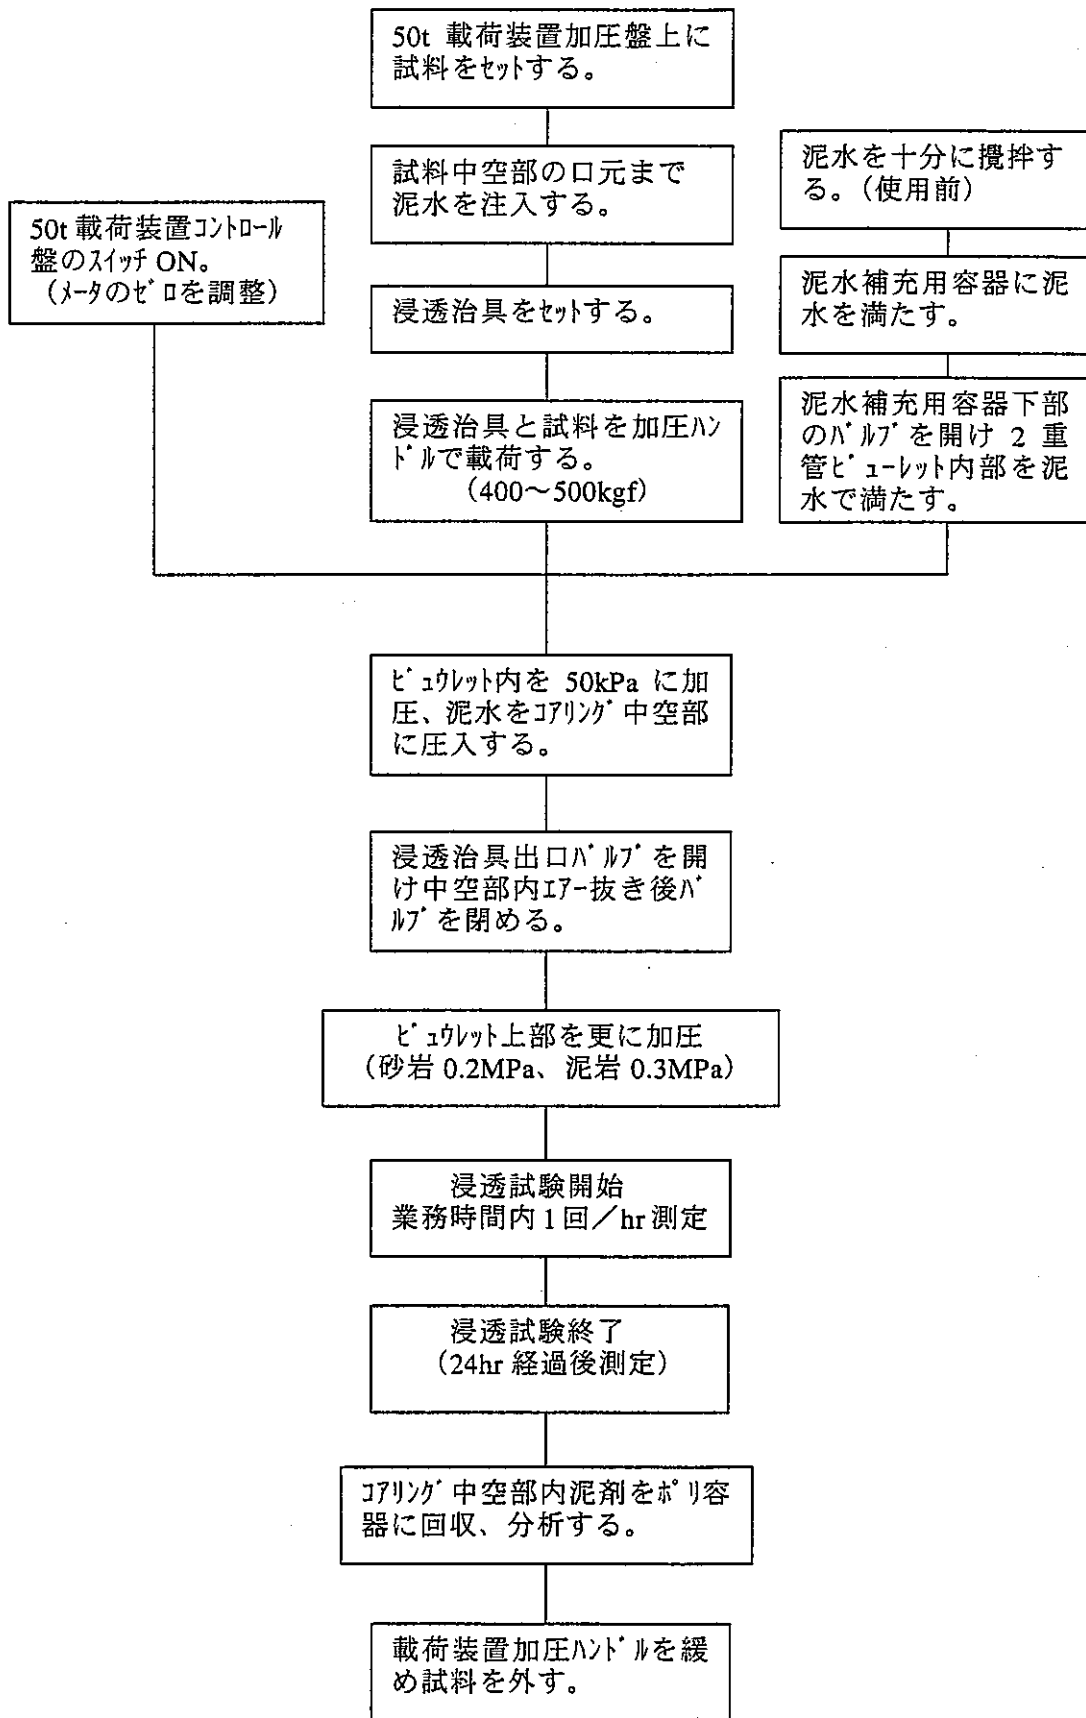 50t 載荷装置加圧盤上に
試料をｾｯﾄする。
試料中空部の口元まで
泥水を注入する。
泥水を十分に攪拌す
る。（使用前）
50t 載荷装置ｺﾝﾄﾛｰﾙ
盤のｽｲｯﾁ ON。
（ﾒｰﾀのｾﾞﾛを調整）
浸透治具をｾｯﾄする。
泥水補充用容器に泥
水を満たす。
浸透治具と試料を加圧ﾊﾝ
ﾄﾞﾙで載荷する。
（400～500kgf）
泥水補充用容器下部
のﾊﾞﾙﾌﾞを開け 2 重
管ﾋﾞｭｰﾚｯﾄ内部を泥
水で満たす。
ﾋﾞｭｳﾚｯﾄ内を 50kPa に加
圧、泥水をｺｱﾘﾝｸﾞ中空部
に圧入する。
浸透治具出口ﾊﾞﾙﾌﾞを開
け中空部内ｴｱｰ抜き後ﾊﾞ
ﾙﾌﾞを閉める。
ﾋﾞｭｳﾚｯﾄ上部を更に加圧
（砂岩 0.2MPa、泥岩 0.3MPa）
浸透試験開始
業務時間内 1 回／hr 測定
浸透試験終了
（24hr 経過後測定）
ｺｱﾘﾝｸﾞ中空部内泥剤をﾎﾟﾘ容
器に回収、分析する。
載荷装置加圧ﾊﾝﾄﾞﾙを緩
め試料を外す。